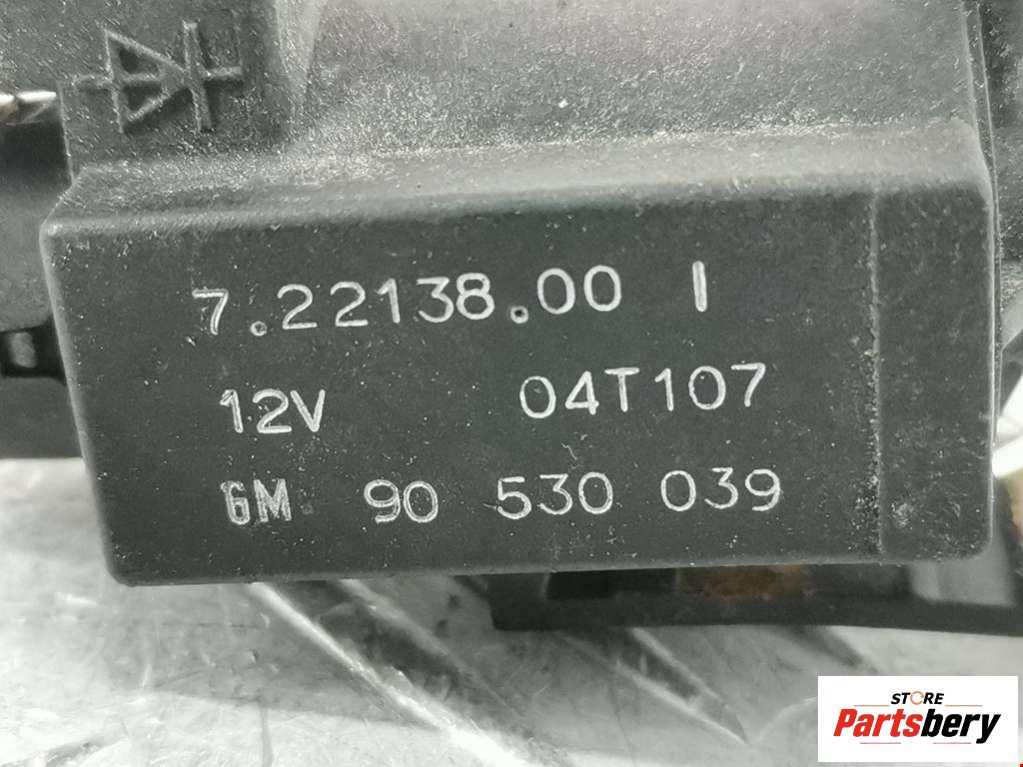 7.22138.00 I
12V 04T107
GM 90 530 039
STORE
Partsbery